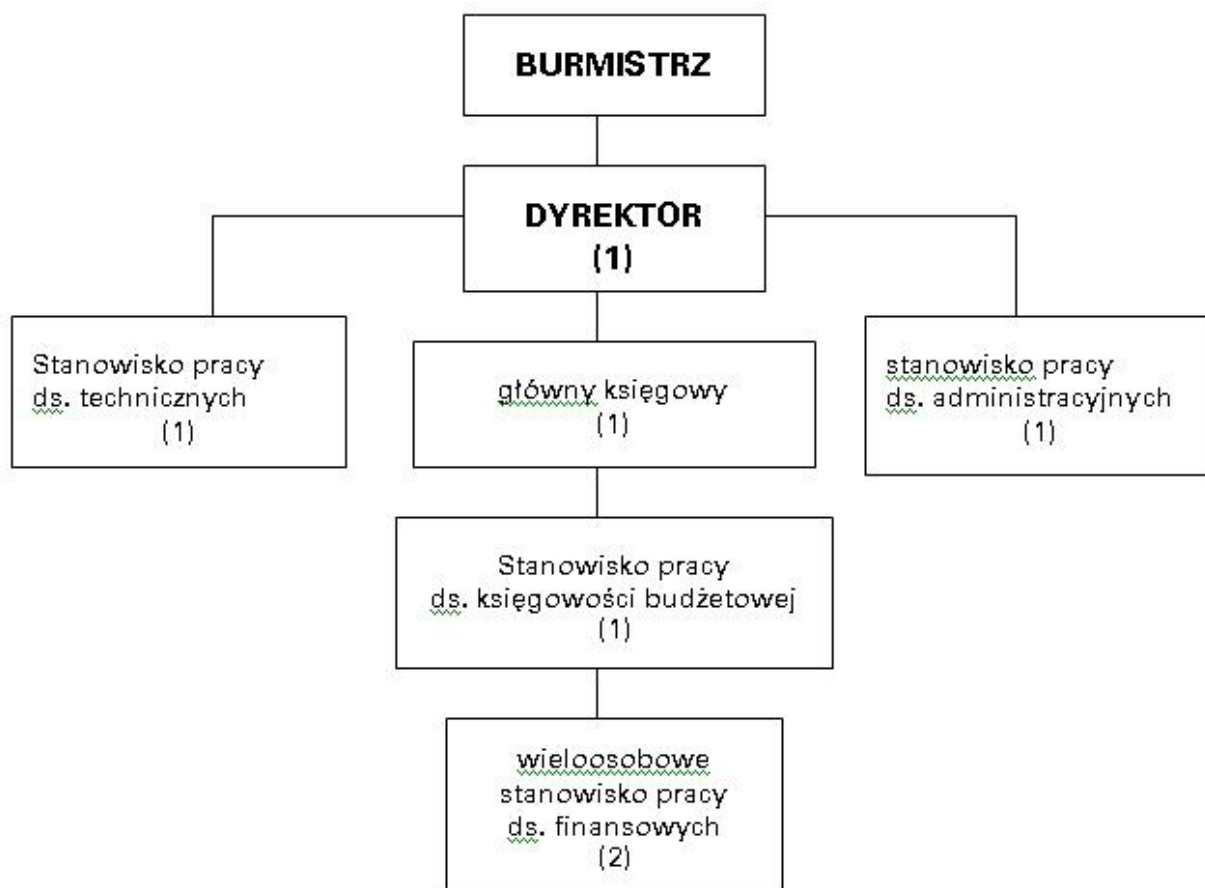 BURMISTRZ
DYREKTOR
(1)
Stanowisko pracy
ds. technicznych
(1)
główny księgowy
(1)
stanowisko pracy
ds. administracyjnych
(1)
Stanowisko pracy
ds. księgowości budżetowej
(1)
wieloosobowe
stanowisko pracy
ds. finansowych
(2)